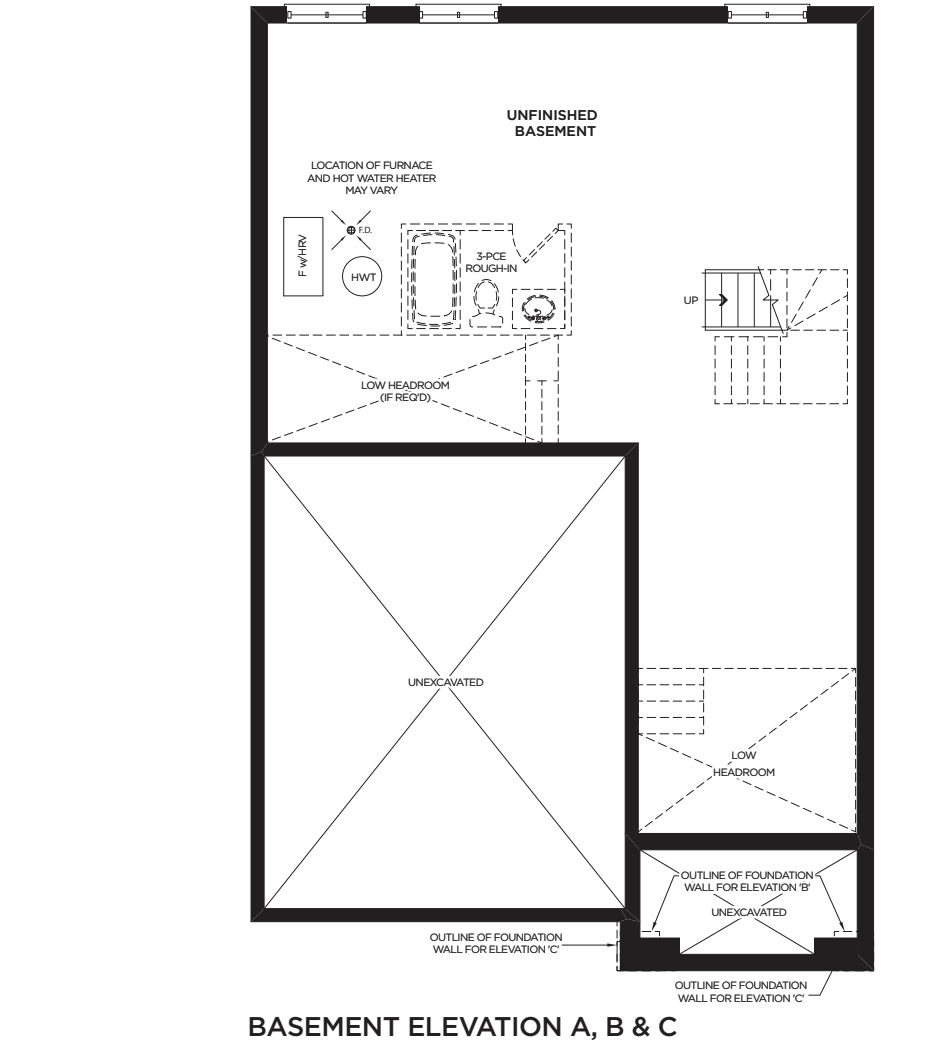 UNFINISHED
BASEMENT
LOCATION OF FURNACE
AND HOT WATER HEATER
MAY VARY
F w/HRV
F.D.
HWT
3-PCE
ROUGH-IN
UP
LOW HEADROOM
(IF REQ'D)
UNEXCAVATED
LOW
HEADROOM
OUTLINE OF FOUNDATION
WALL FOR ELEVATION 'B'
UNEXCAVATED
OUTLINE OF FOUNDATION
WALL FOR ELEVATION 'C'
OUTLINE OF FOUNDATION
WALL FOR ELEVATION 'C'
BASEMENT ELEVATION A, B & C